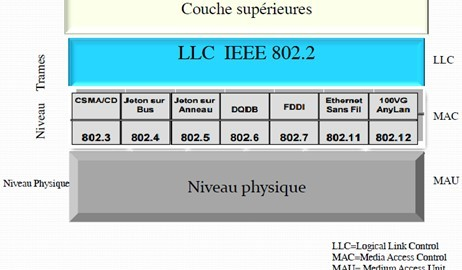 Couche supérieures
LLC IEEE 802.2
LLC
Niveau Trames
CSMA/CD
Jeton sur Bus
Jeton sur Anneau
DQDB
FDDI
Ethernet Sans Fil
100VG AnyLan
802.3
802.4
802.5
802.6
802.7
802.11
802.12
MAC
Niveau Physique
Niveau physique
MAU
LLC=Logical Link Control
MAC=Media Access Control
MAU= Medium Access Unit